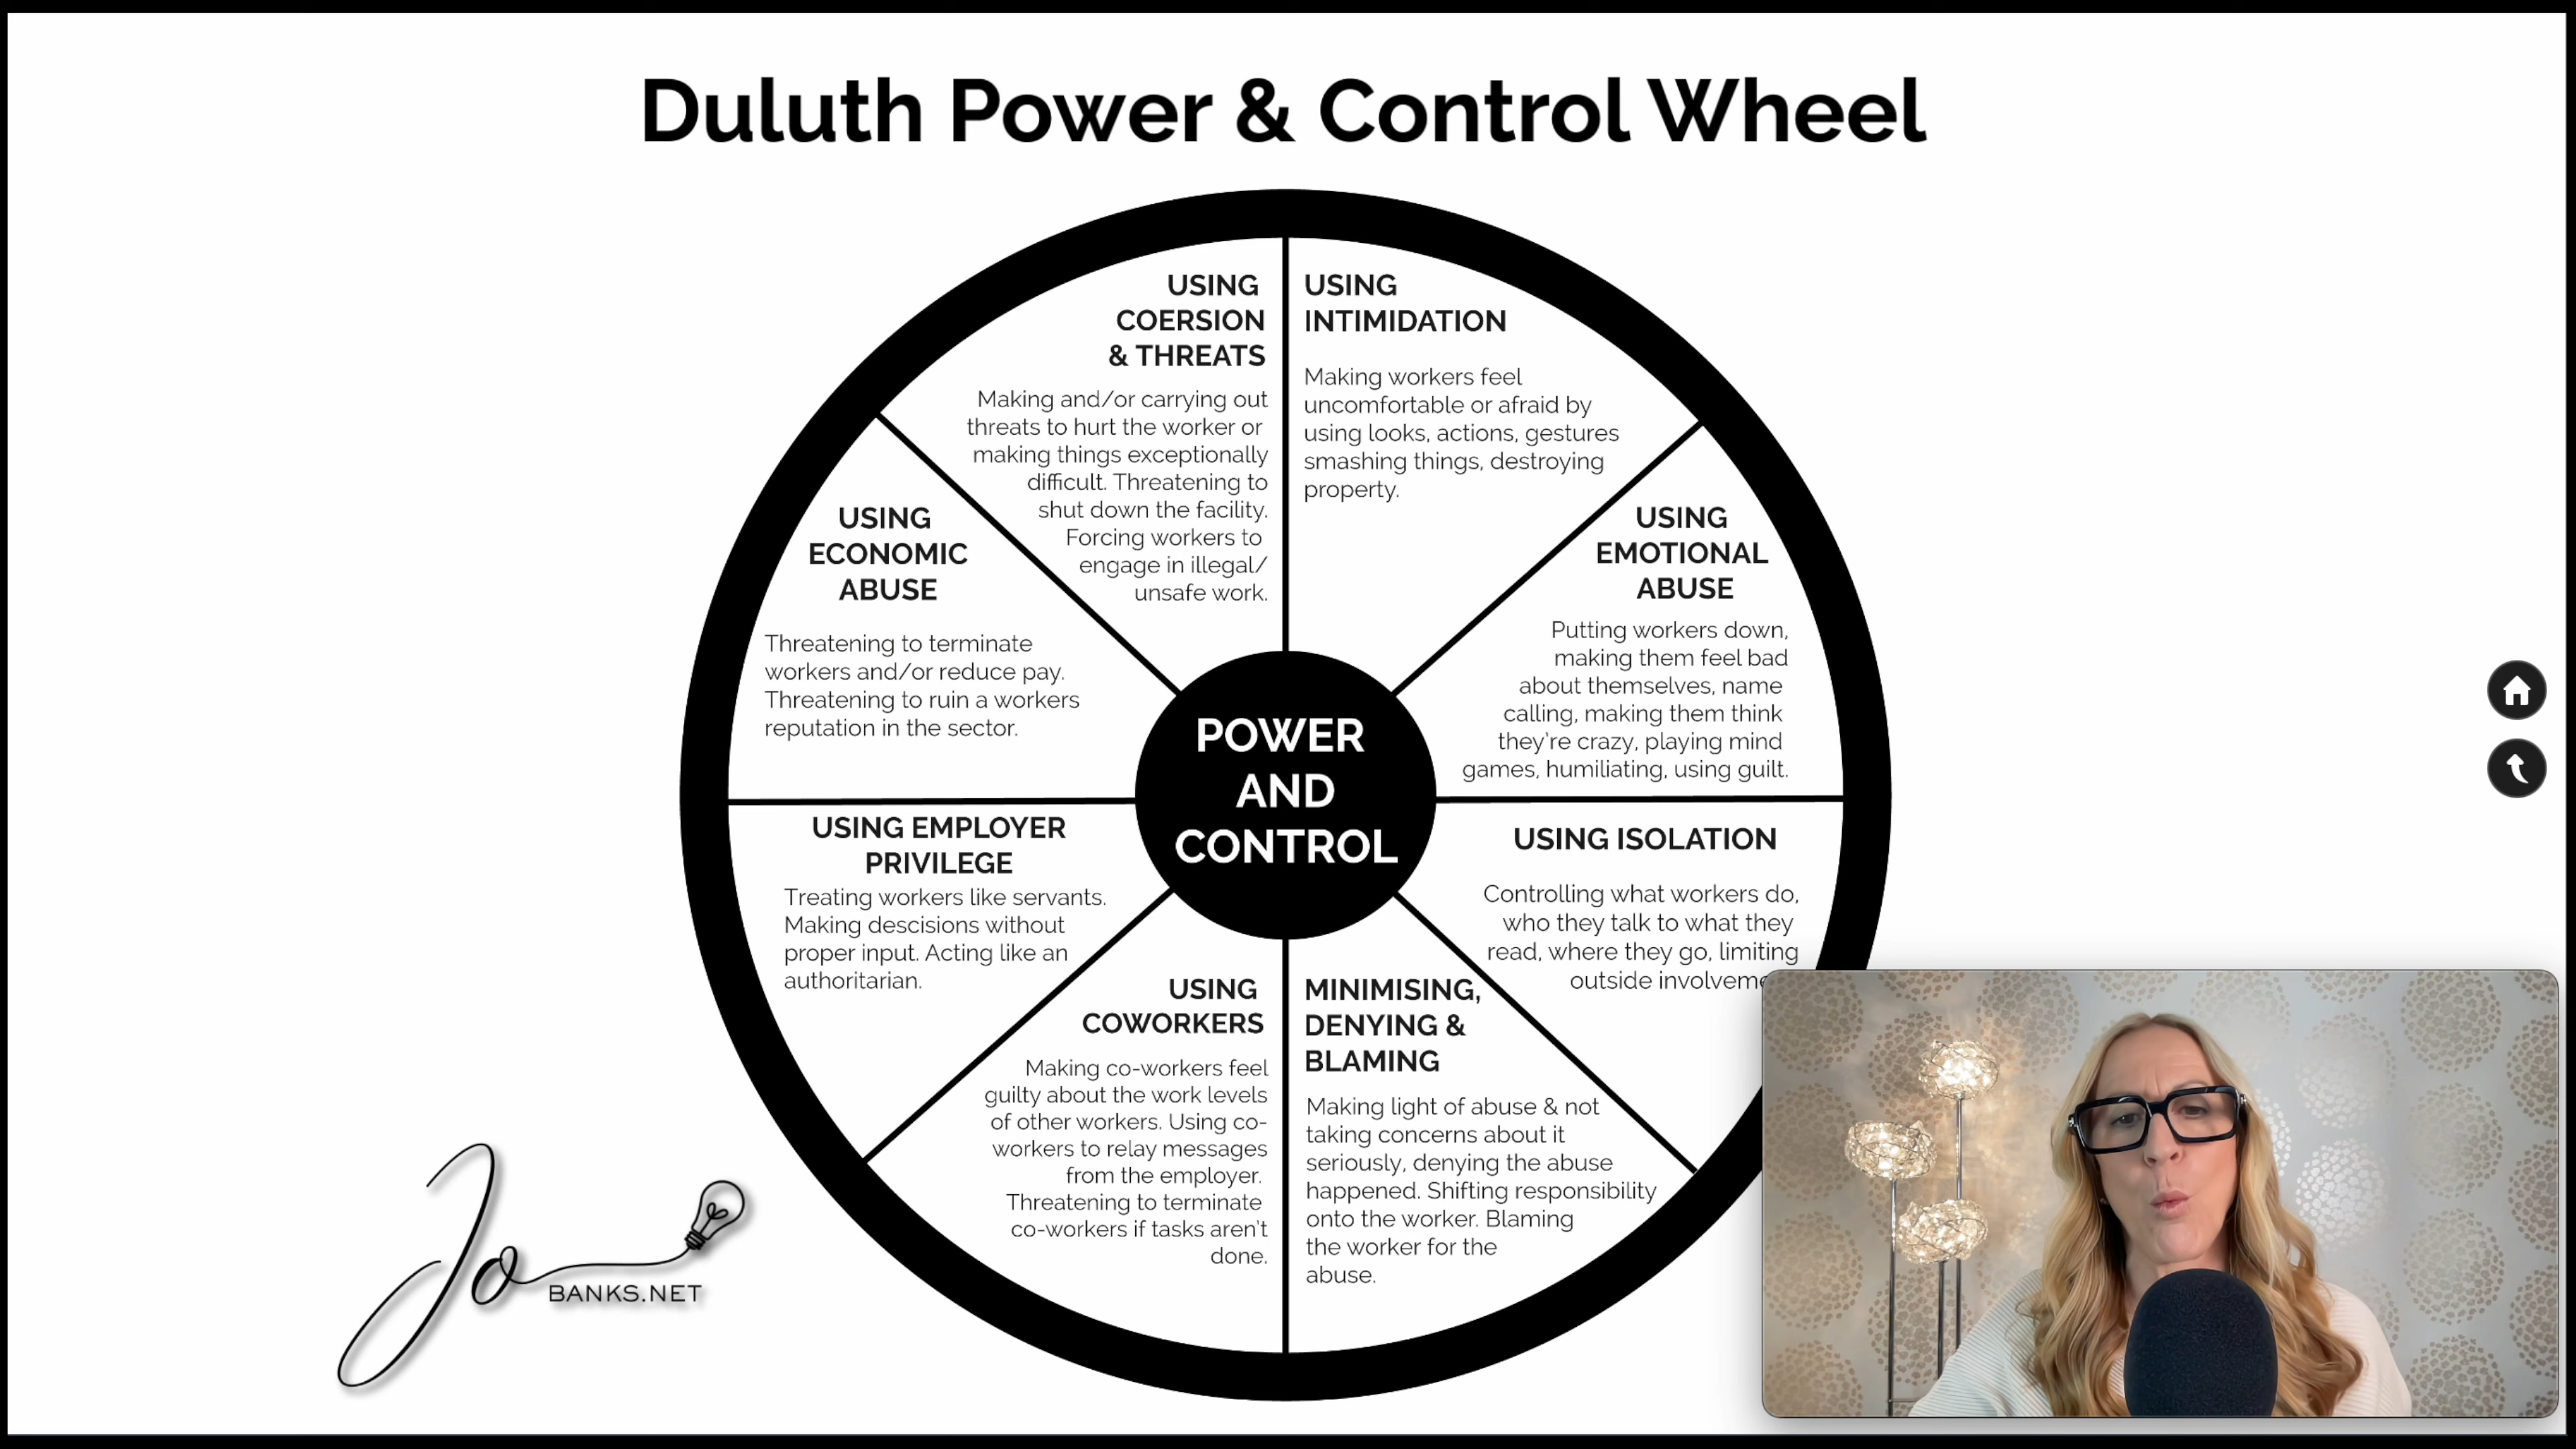 Duluth Power & Control Wheel
USING
COERSION
& THREATS
Making and/or carrying out
threats to hurt the worker or
making things exceptionally
difficult. Threatening to
shut down the facility.
Forcing workers to
engage in illegal/
unsafe work.
USING
INTIMIDATION
Making workers feel
uncomfortable or afraid by
using looks, actions, gestures
smashing things, destroying
property.
USING
ECONOMIC
ABUSE
Threatening to terminate
workers and/or reduce pay.
Threatening to ruin a workers
reputation in the sector.
USING
EMOTIONAL
ABUSE
Putting workers down,
making them feel bad
about themselves, name
calling, making them think
they're crazy, playing mind
games, humiliating, using guilt.
POWER
AND
CONTROL
USING EMPLOYER
PRIVILEGE
Treating workers like servants.
Making descisions without
proper input. Acting like an
authoritarian.
USING ISOLATION
Controlling what workers do,
who they talk to what they
read, where they go, limiting
outside involveme
USING
COWORKERS
Making co-workers feel
guilty about the work levels
of other workers. Using co-
workers to relay messages
from the employer.
Threatening to terminate
co-workers if tasks aren't
done.
MINIMISING,
DENYING &
BLAMING
Making light of abuse & not
taking concerns about it
seriously, denying the abuse
happened. Shifting responsibility
onto the worker. Blaming
the worker for the
abuse.
Jo
BANKS.NET